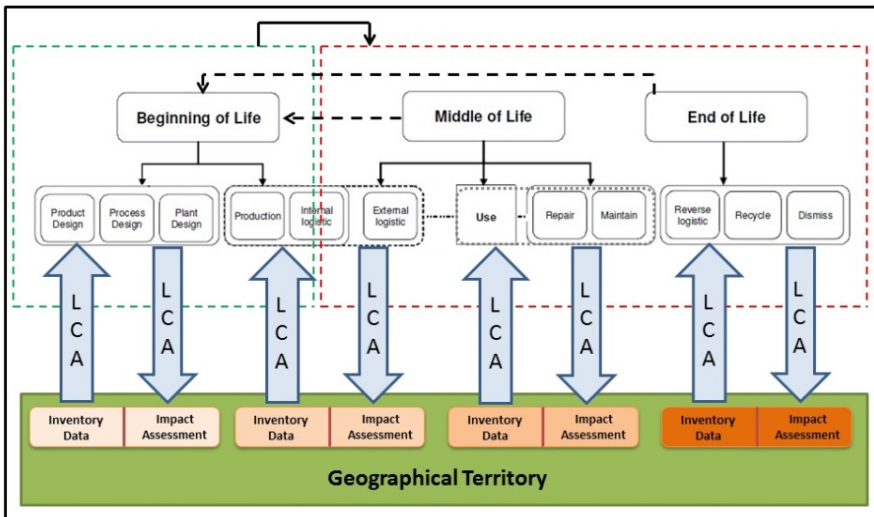 Beginning of Life
Middle of Life
End of Life
Product
Design
Process
Design
Plant
Design
Production
Internal
logistic
External
logistic
Use
Repair
Maintain
Reverse
logistic
Recycle
Dismiss
L
C
A
L
C
A
L
C
A
L
C
A
L
C
A
L
C
A
L
C
A
L
C
A
Inventory
Data
Impact
Assessment
Inventory
Data
Impact
Assessment
Inventory
Data
Impact
Assessment
Inventory
Data
Impact
Assessment
Geographical Territory